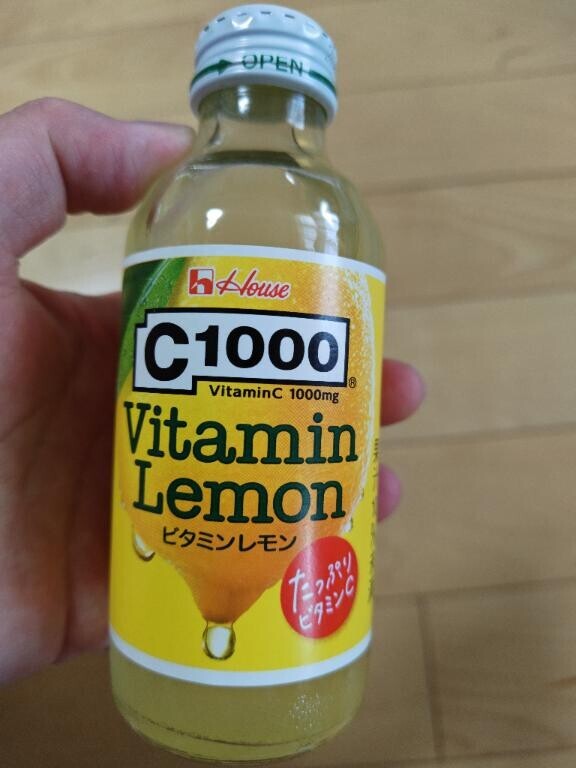 OPEN
House
C1000
VitaminC 1000mg
Vitamin
Lemon
ビタミンレモン
たっぷり
ビタミンC